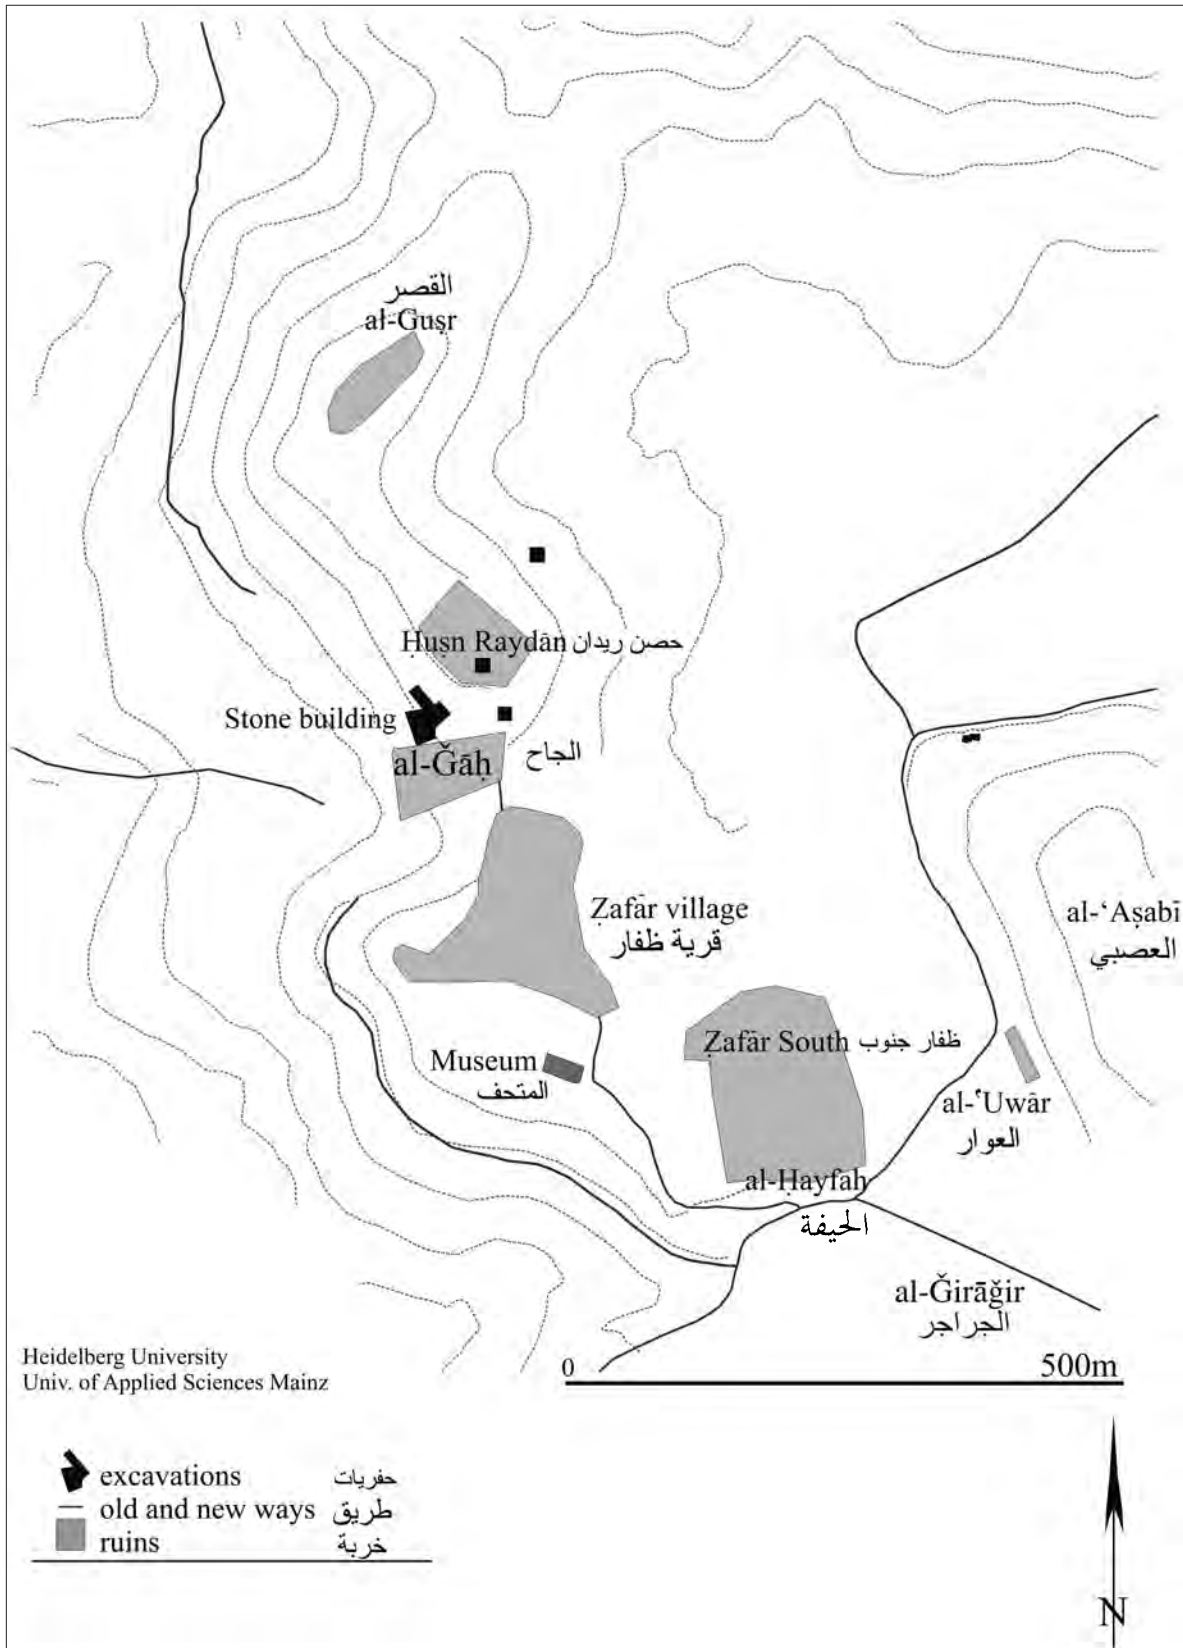 القصر
al-Guṣr
Ḥuṣn Raydān حصن ريدان
Stone building
al-Ǧāḥ الجاح
Ẓafār village
قرية ظفار
al-ʿAṣabī
العصبي
Ẓafār South ظفار جنوب
Museum
المتحف
al-ʿUwār
العوار
al-Ḥayfah
الحيفة
al-Ǧirāǧir
الجراجر
Heidelberg University
Univ. of Applied Sciences Mainz
0 500m
excavations حفريات
old and new ways طريق
ruins خربة
N